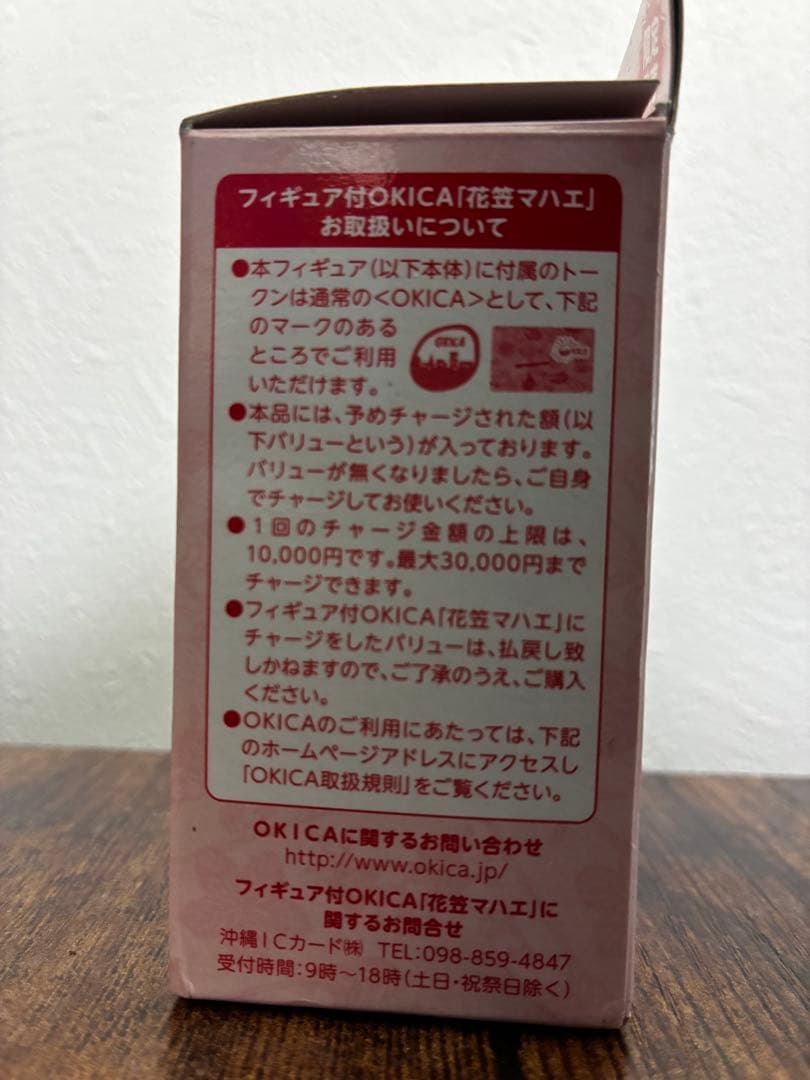 限定
フィギュア付OKICA「花笠マハエ」
お取扱いについて
●本フィギュア(以下本体)に付属のトー
クンは通常の<OKICA>として、下記
のマークのある
ところでご利用
いただけます。
OKICA
●本品には、予めチャージされた額(以
下バリューという)が入っております。
バリューが無くなりましたら、ご自身
でチャージしてお使いください。
●1回のチャージ金額の上限は、
10,000円です。最大30,000円まで
チャージできます。
●フィギュア付OKICA「花笠マハエ」に
チャージをしたバリューは、払戻し致
しかねますので、ご了承のうえ、ご購入
ください。
●OKICAのご利用にあたっては、下記
のホームページアドレスにアクセスし
「OKICA取扱規則」をご覧ください。
OKICAに関するお問い合わせ
http://www.okica.jp/
フィギュア付OKICA「花笠マハエ」に
関するお問合せ
沖縄ICカード㈱ TEL:098-859-4847
受付時間:9時～18時(土日・祝祭日除く)